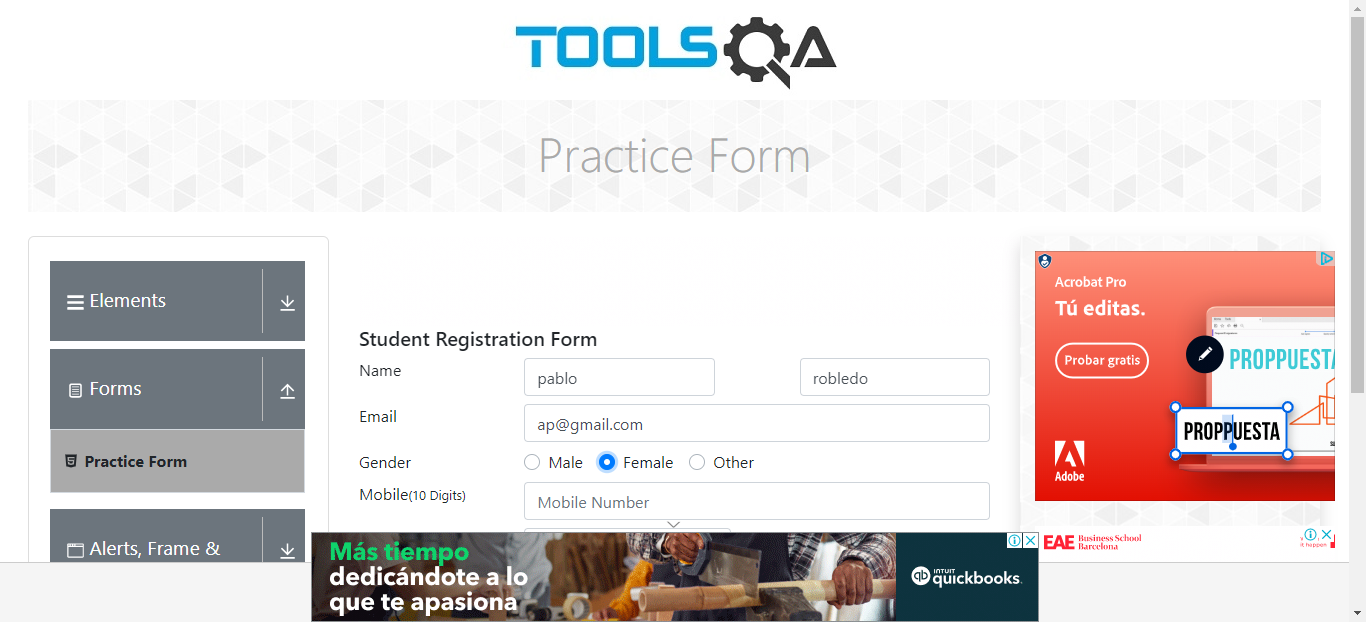 TOOLSQA
Practice Form
Elements
Forms
Practice Form
Alerts, Frame &
Student Registration Form
Name
pablo
robledo
Email
ap@gmail.com
Gender
Male
Female
Other
Mobile(10 Digits)
Mobile Number
Acrobat Pro
Tú editas.
Probar gratis
PROPPUESTA
PROPPUESTA
Adobe
EAE Business School
Barcelona
Más tiempo
dedicándote a lo
que te apasiona
INTUIT
quickbooks.